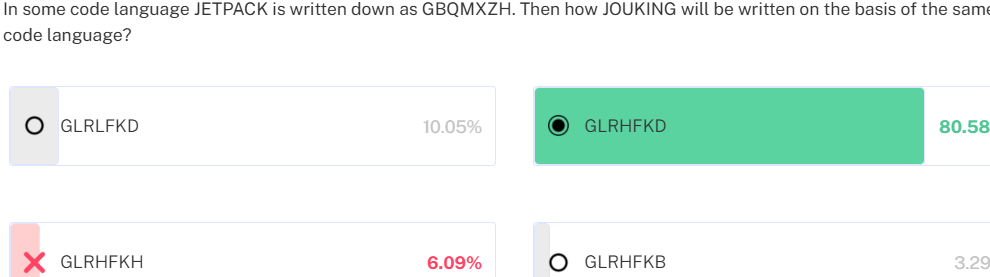 In some code language JETPACK is written down as GBQMXZH. Then how JOUKING will be written on the basis of the same
code language?
GLRLFKD 10.05% GLRHFKD 80.58
GLRHFKH 6.09% GLRHFKB 3.29